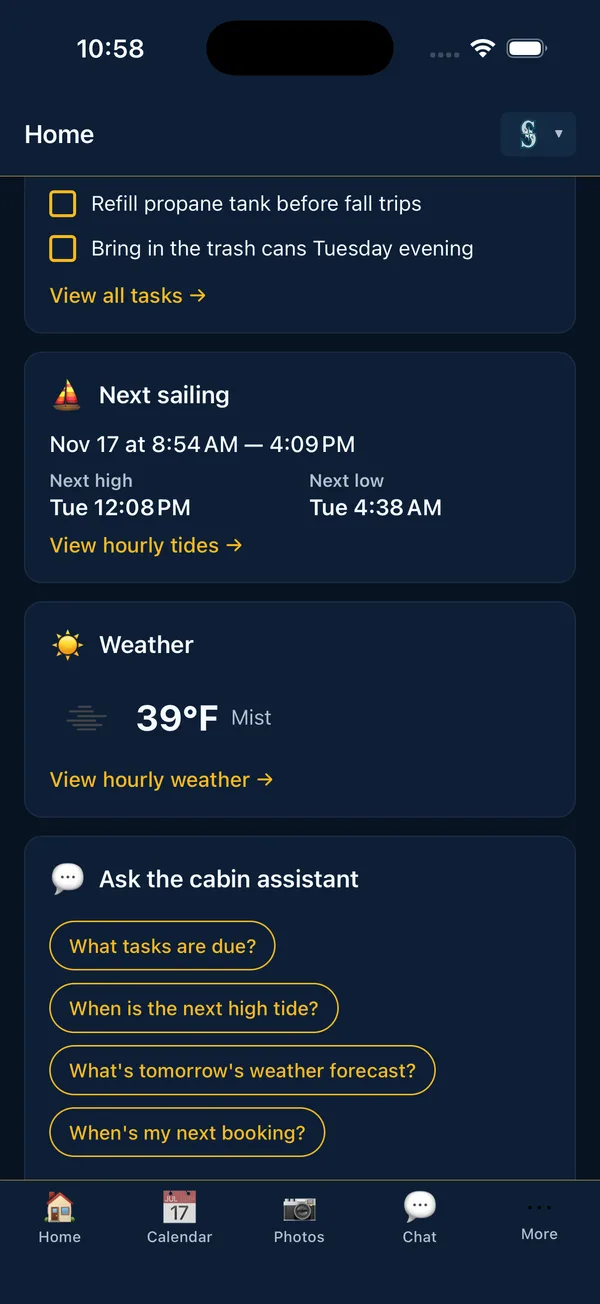 10:58
Home
S ▼
Refill propane tank before fall trips
Bring in the trash cans Tuesday evening
View all tasks →
Next sailing
Nov 17 at 8:54 AM — 4:09 PM
Next high Next low
Tue 12:08 PM Tue 4:38 AM
View hourly tides →
Weather
39°F Mist
View hourly weather →
Ask the cabin assistant
What tasks are due?
When is the next high tide?
What's tomorrow's weather forecast?
When's my next booking?
JUL
17
Home Calendar Photos Chat More